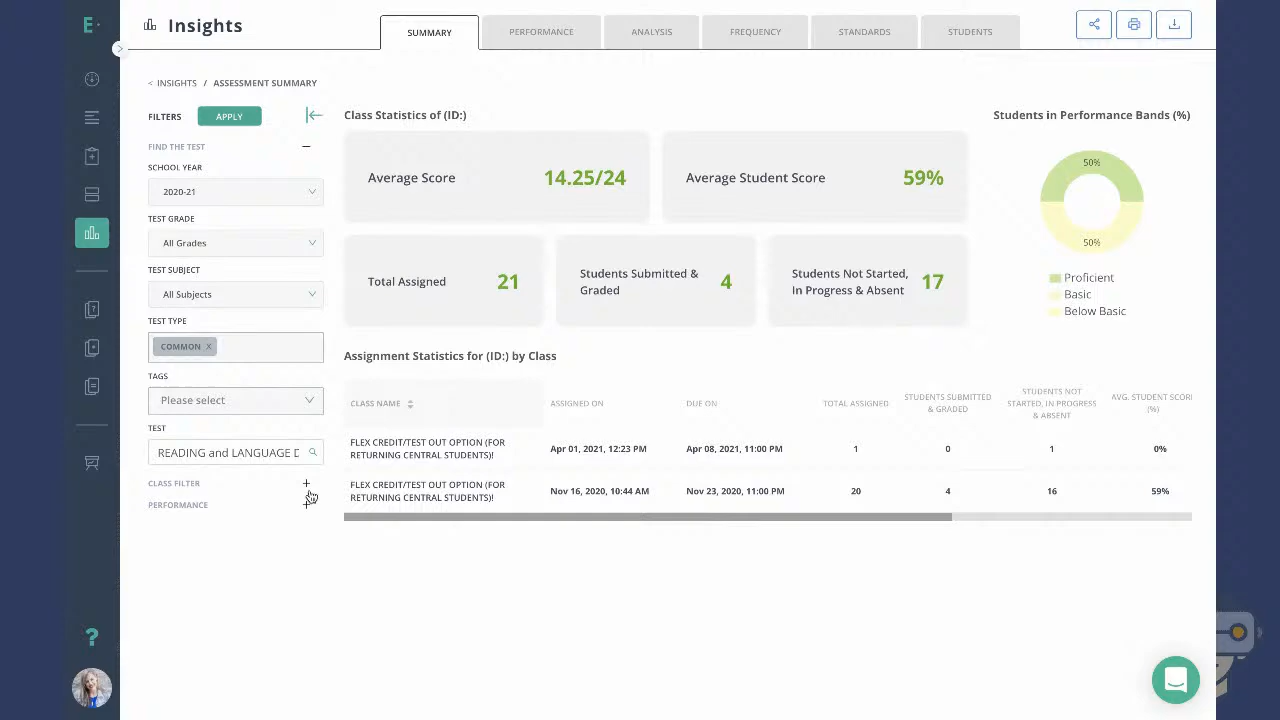 E.
Insights
SUMMARY
PERFORMANCE
ANALYSIS
FREQUENCY
STANDARDS
STUDENTS
< INSIGHTS / ASSESSMENT SUMMARY
FILTERS
APPLY
FIND THE TEST
SCHOOL YEAR
2020-21
TEST GRADE
All Grades
TEST SUBJECT
All Subjects
TEST TYPE
COMMON X
TAGS
Please select
TEST
READING and LANGUAGE D
CLASS FILTER
PERFORMANCE
Class Statistics of (ID:)
Average Score
14.25/24
Average Student Score
59%
Total Assigned
21
Students Submitted &
Graded
4
Students Not Started,
In Progress & Absent
17
Students in Performance Bands (%)
50%
50%
Proficient
Basic
Below Basic
Assignment Statistics for (ID:) by Class
CLASS NAME
ASSIGNED ON
DUE ON
TOTAL ASSIGNED
STUDENTS SUBMITTED
& GRADED
STUDENTS NOT
STARTED, IN PROGRESS
& ABSENT
AVG. STUDENT SCORE
(%)
FLEX CREDIT/TEST OUT OPTION (FOR
RETURNING CENTRAL STUDENTS)!
Apr 01, 2021, 12:23 PM
Apr 08, 2021, 11:00 PM
1
0
1
0%
FLEX CREDIT/TEST OUT OPTION (FOR
RETURNING CENTRAL STUDENTS)!
Nov 16, 2020, 10:44 AM
Nov 23, 2020, 11:00 PM
20
4
16
59%
?